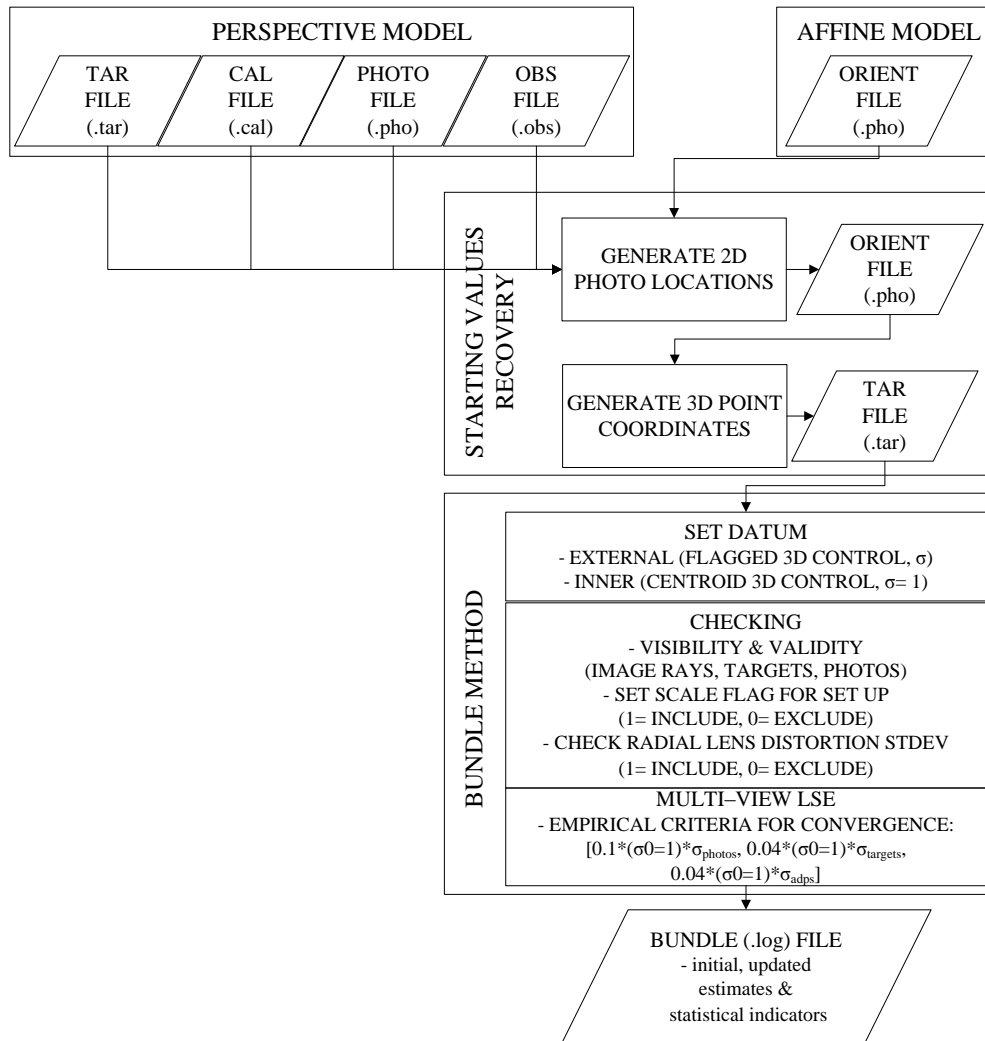 PERSPECTIVE MODEL
AFFINE MODEL
TAR
FILE
(.tar)
CAL
FILE
(.cal)
PHOTO
FILE
(.pho)
OBS
FILE
(.obs)
ORIENT
FILE
(.pho)
STARTING VALUES
RECOVERY
GENERATE 2D
PHOTO LOCATIONS
ORIENT
FILE
(.pho)
GENERATE 3D POINT
COORDINATES
TAR
FILE
(.tar)
BUNDLE METHOD
SET DATUM
- EXTERNAL (FLAGGED 3D CONTROL, σ)
- INNER (CENTROID 3D CONTROL, σ= 1)
CHECKING
- VISIBILITY & VALIDITY
(IMAGE RAYS, TARGETS, PHOTOS)
- SET SCALE FLAG FOR SET UP
(1= INCLUDE, 0= EXCLUDE)
- CHECK RADIAL LENS DISTORTION STDEV
(1= INCLUDE, 0= EXCLUDE)
MULTI–VIEW LSE
- EMPIRICAL CRITERIA FOR CONVERGENCE:
[0.1*(σ0=1)*σphotos, 0.04*(σ0=1)*σtargets,
0.04*(σ0=1)*σadps]
BUNDLE (.log) FILE
- initial, updated
estimates &
statistical indicators